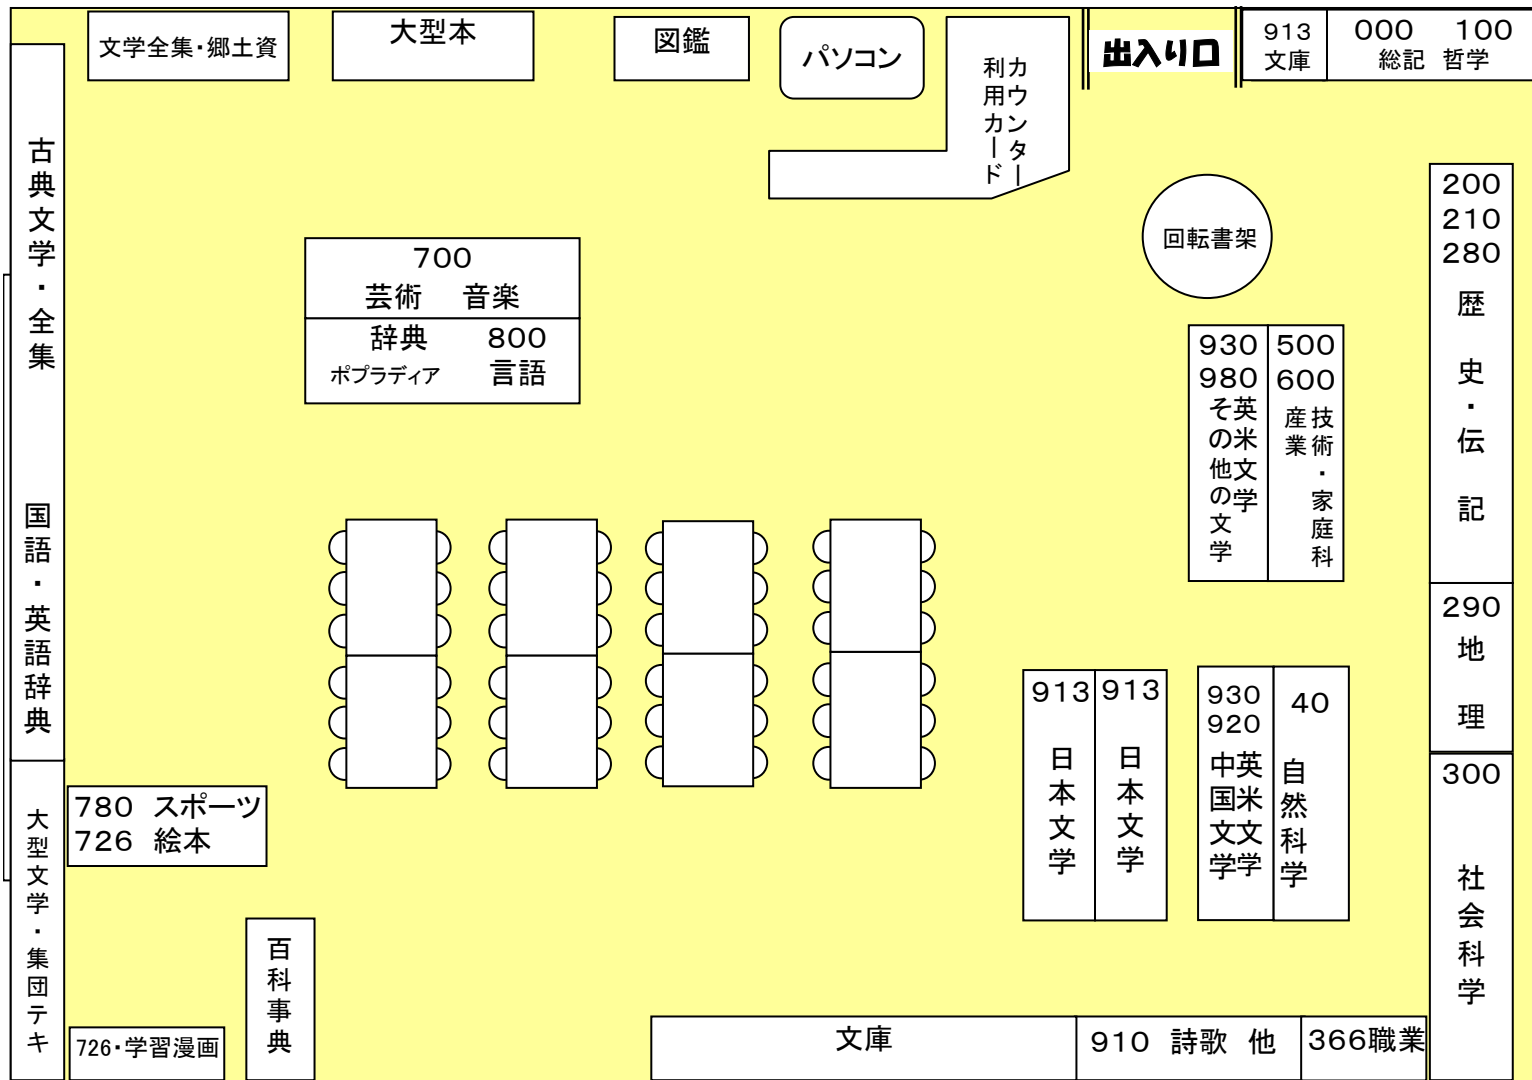 文学全集・郷土資
大型本
図鑑
パソコン
カウンター
利用カード
出入り口
913
文庫
000 100
総記 哲学
古典文学・全集
国語・英語辞典
大型文学・集団テキ
700
芸術 音楽
辞典 800
ポプラディア 言語
回転書架
200
210
280
歴史・伝記
290
地理
300
社会科学
930
980
英米文学
その他の文学
500
600
技術・家庭科
産業
913
日本文学
913
日本文学
930
920
英米文学
中国文学
40
自然科学
780 スポーツ
726 絵本
百科事典
726・学習漫画
文庫
910 詩歌 他
366職業